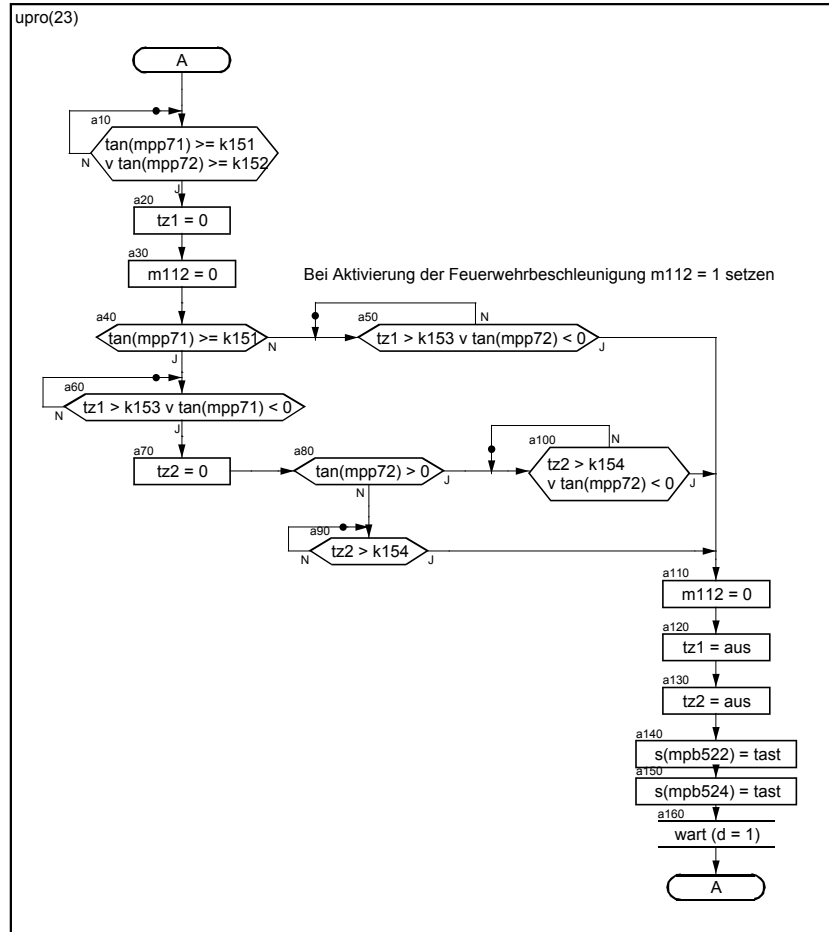 upro(23)
A
a10
tan(mpp71) >= k151
v tan(mpp72) >= k152
N
J
a20
tz1 = 0
a30
m112 = 0
Bei Aktivierung der Feuerwehrbeschleunigung m112 = 1 setzen
a40
tan(mpp71) >= k151
N
J
a50
N
tz1 > k153 v tan(mpp72) < 0
J
a60
tz1 > k153 v tan(mpp71) < 0
N
J
a70
tz2 = 0
a80
tan(mpp72) > 0
J
N
a100
N
tz2 > k154
v tan(mpp72) < 0
J
a90
tz2 > k154
N
J
a110
m112 = 0
a120
tz1 = aus
a130
tz2 = aus
a140
s(mpb522) = tast
a150
s(mpb524) = tast
a160
wart (d = 1)
A